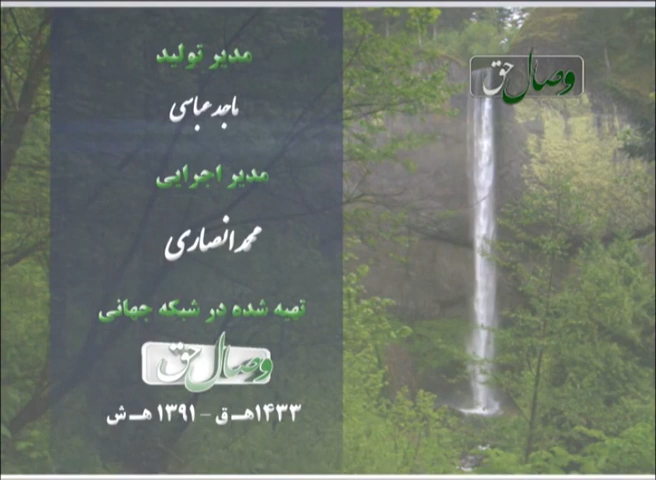 وصال حق
مدیر تولید
ماجد عباسی
مدیر اجرایی
محمد انصاری
تهیه شده در شبکه جهانی
وصال حق
۱۴۳۳هـ ق - ۱۳۹۱ هـ ش